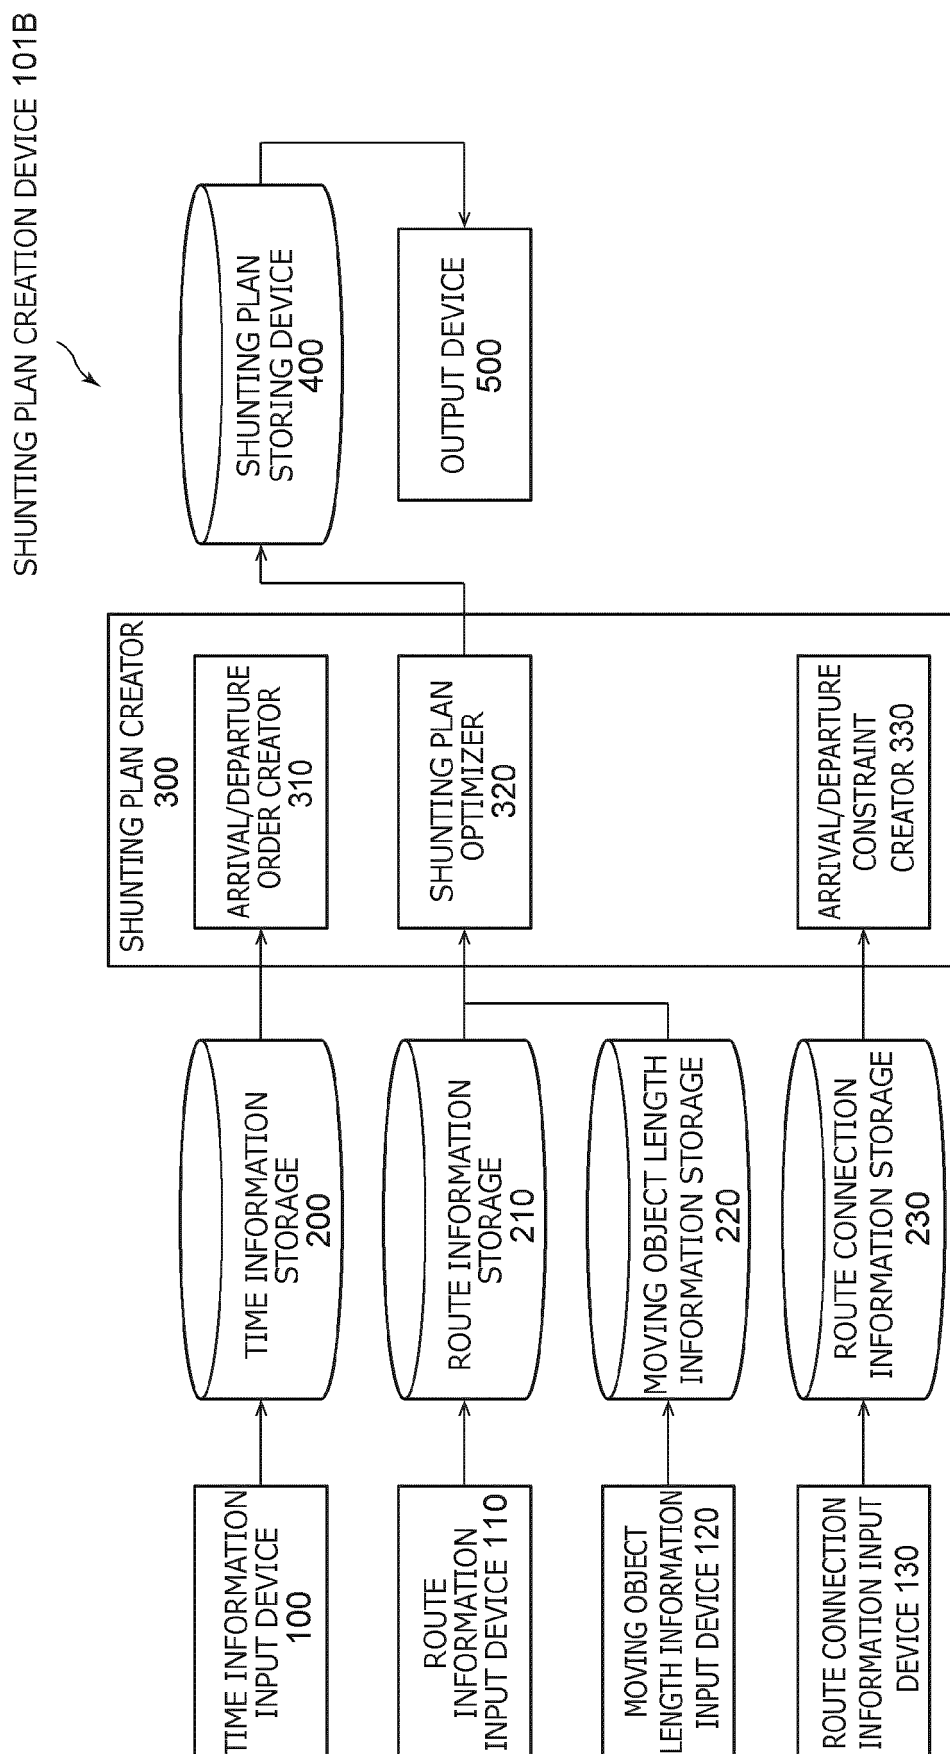 SHUNTING PLAN CREATION DEVICE 101B
TIME INFORMATION
INPUT DEVICE
100
TIME INFORMATION
STORAGE
200
SHUNTING PLAN CREATOR
300
ARRIVAL/DEPARTURE
ORDER CREATOR
310
SHUNTING PLAN
STORING DEVICE
400
ROUTE
INFORMATION
INPUT DEVICE 110
ROUTE INFORMATION
STORAGE
210
SHUNTING PLAN
OPTIMIZER
320
OUTPUT DEVICE
500
MOVING OBJECT
LENGTH INFORMATION
INPUT DEVICE 120
MOVING OBJECT LENGTH
INFORMATION STORAGE
220
ROUTE CONNECTION
INFORMATION INPUT
DEVICE 130
ROUTE CONNECTION
INFORMATION STORAGE
230
ARRIVAL/DEPARTURE
CONSTRAINT
CREATOR 330